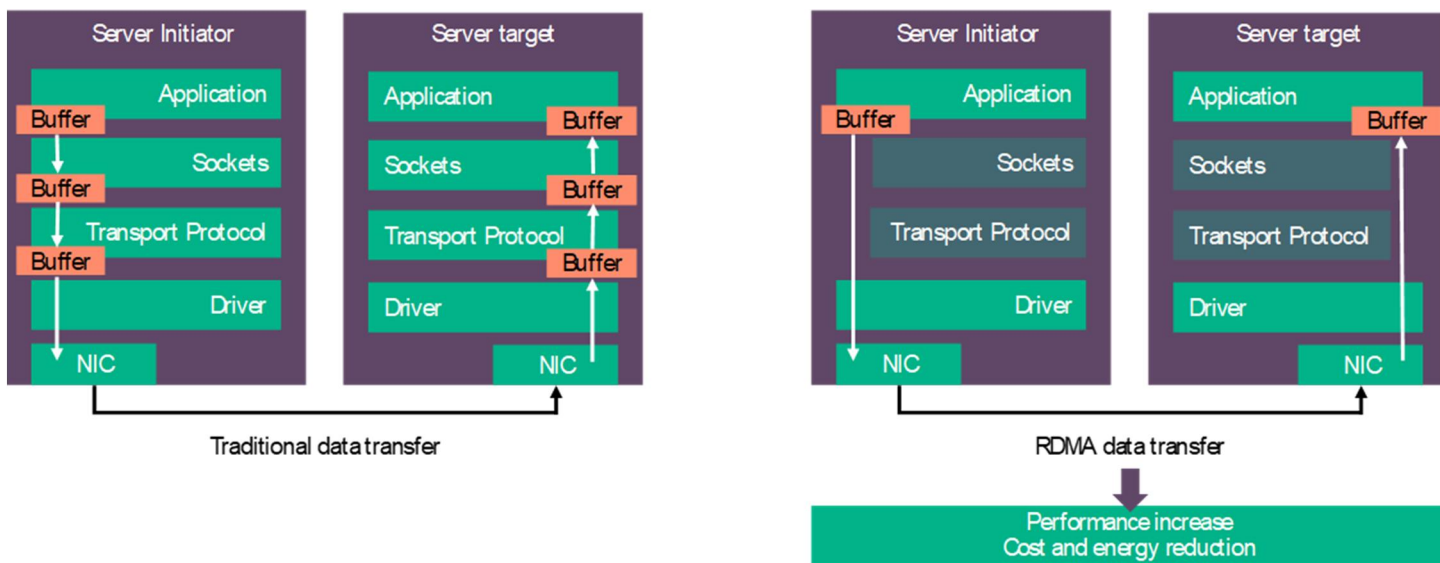 Server Initiator
Application
Buffer
Sockets
Buffer
Transport Protocol
Buffer
Driver
NIC
Server target
Application
Buffer
Sockets
Buffer
Transport Protocol
Buffer
Driver
NIC
Traditional data transfer
Server Initiator
Application
Buffer
Sockets
Transport Protocol
Driver
NIC
Server target
Application
Buffer
Sockets
Transport Protocol
Driver
NIC
RDMA data transfer
Performance increase
Cost and energy reduction